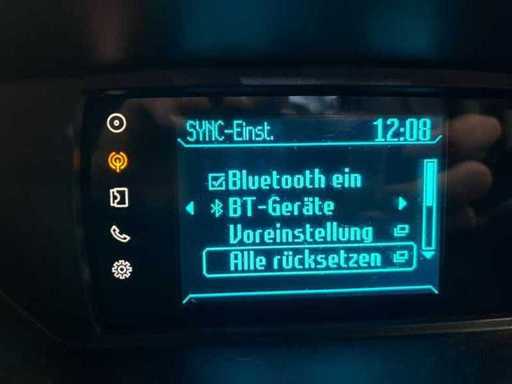 SYNC-Einst. 12:08
Bluetooth ein
BT-Geräte
Voreinstellung
Alle rücksetzen